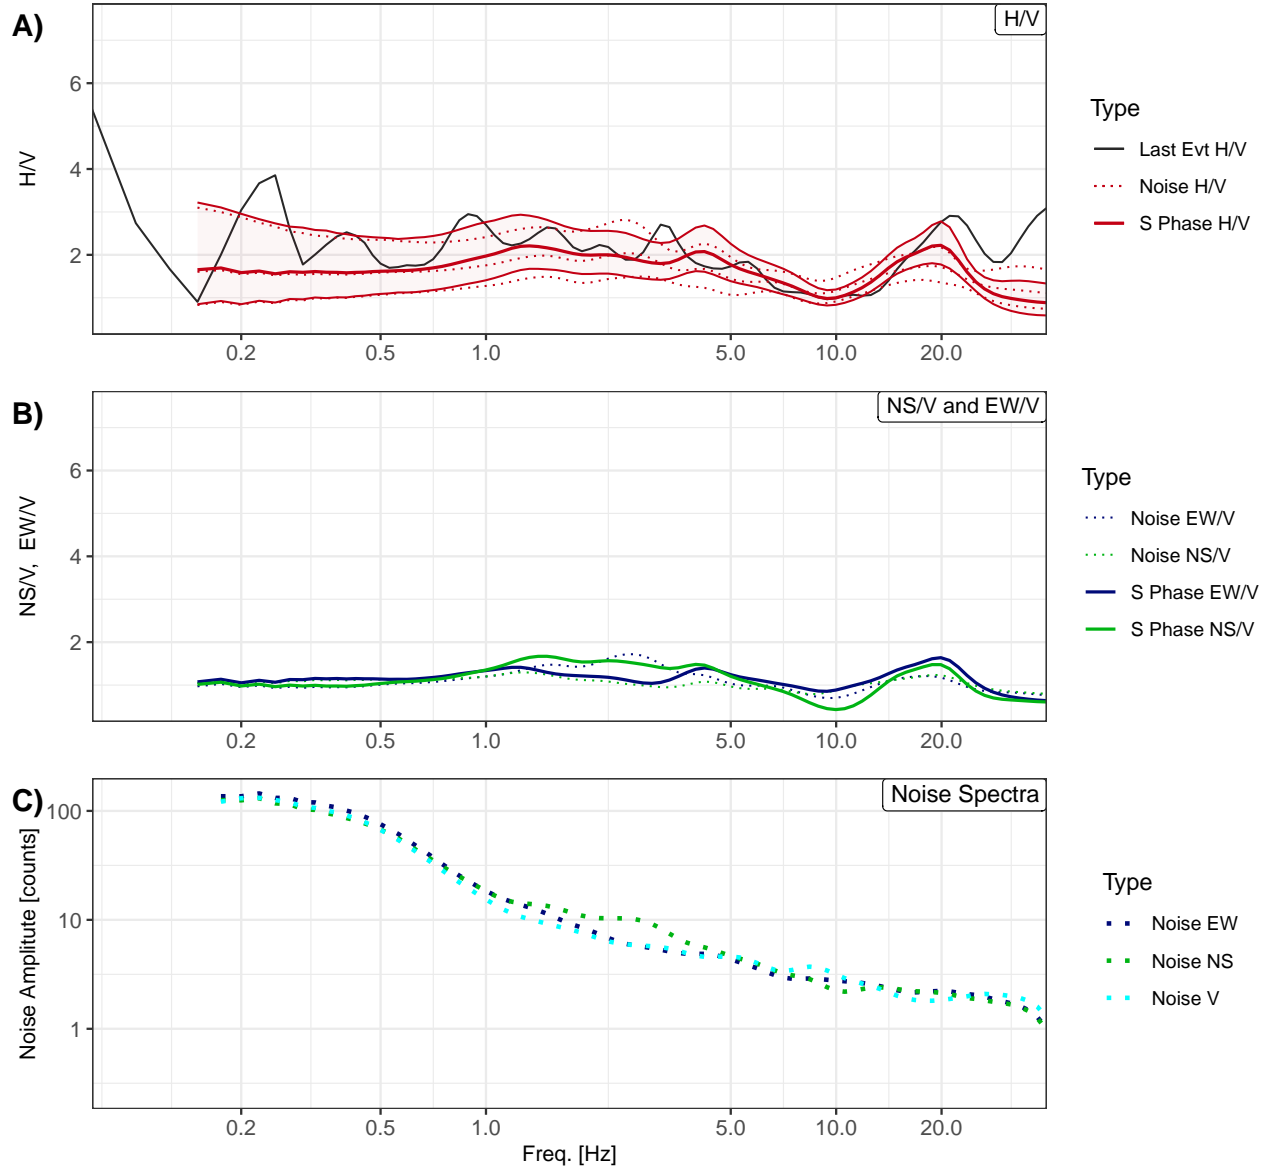 A)
H/V
6
4
2
H/V
0.2 0.5 1.0 5.0 10.0 20.0
Type
Last Evt H/V
Noise H/V
S Phase H/V
B)
NS/V and EW/V
6
4
2
NS/V, EW/V
0.2 0.5 1.0 5.0 10.0 20.0
Type
Noise EW/V
Noise NS/V
S Phase EW/V
S Phase NS/V
C)
Noise Spectra
100
10
1
Noise Amplitute [counts]
0.2 0.5 1.0 5.0 10.0 20.0
Freq. [Hz]
Type
Noise EW
Noise NS
Noise V